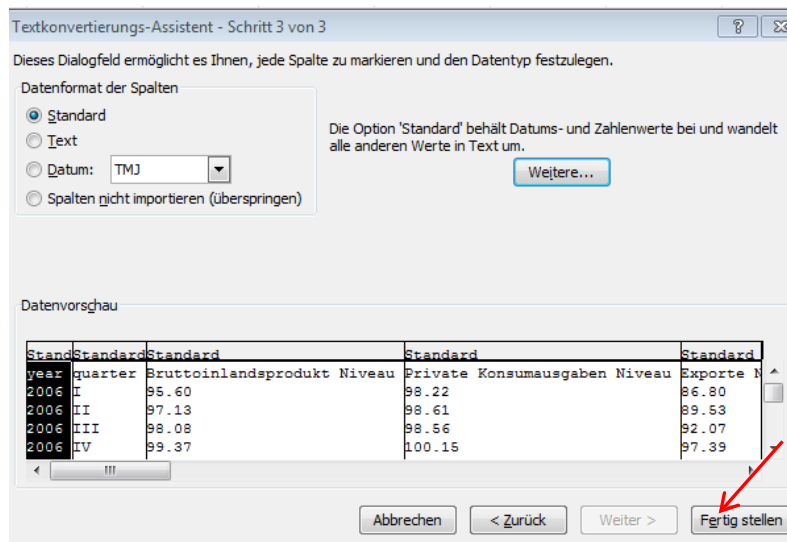 Textkonvertierungs-Assistent - Schritt 3 von 3
Dieses Dialogfeld ermöglicht es Ihnen, jede Spalte zu markieren und den Datentyp festzulegen.
Datenformat der Spalten
Standard
Text
Datum: TMJ
Spalten nicht importieren (überspringen)
Die Option 'Standard' behält Datums- und Zahlenwerte bei und wandelt
alle anderen Werte in Text um.
Weitere...
Datenvorschau
Stand Standard Standard Standard Standard
year quarter Bruttoinlandsprodukt Niveau Private Konsumausgaben Niveau Exporte N
2006 I 95.60 98.22 86.80
2006 II 97.13 98.61 89.53
2006 III 98.08 98.56 92.07
2006 IV 99.37 100.15 97.39
Abbrechen < Zurück Weiter > Fertig stellen